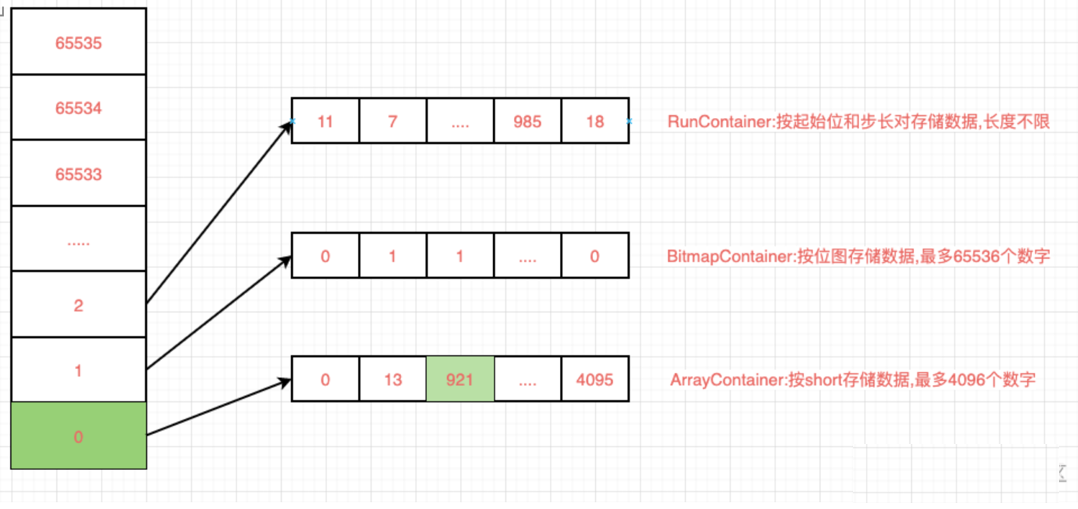 65535
65534
65533
.....
2
1
0
11 7 .... 985 18
RunContainer:按起始位和步长对存储数据,长度不限
0 1 1 .... 0
BitmapContainer:按位图存储数据,最多65536个数字
0 13 921 .... 4095
ArrayContainer:按short存储数据,最多4096个数字